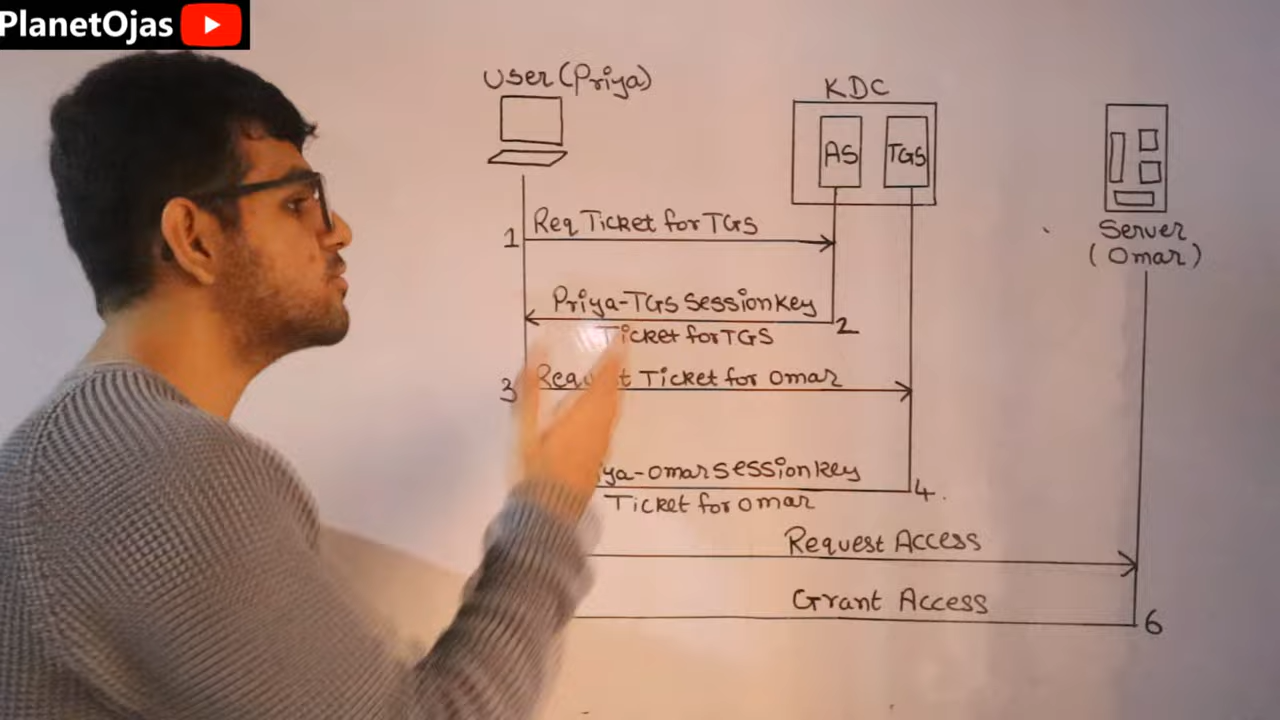 PlanetOjas
User (Priya)
KDC
AS
TGS
Server
(Omar)
1
Req Ticket for TGS
Priya-TGS Session Key
2
Ticket for TGS
3
Ticket for Omar
Omar Session Key
4
Ticket for Omar
Request Access
Grant Access
6